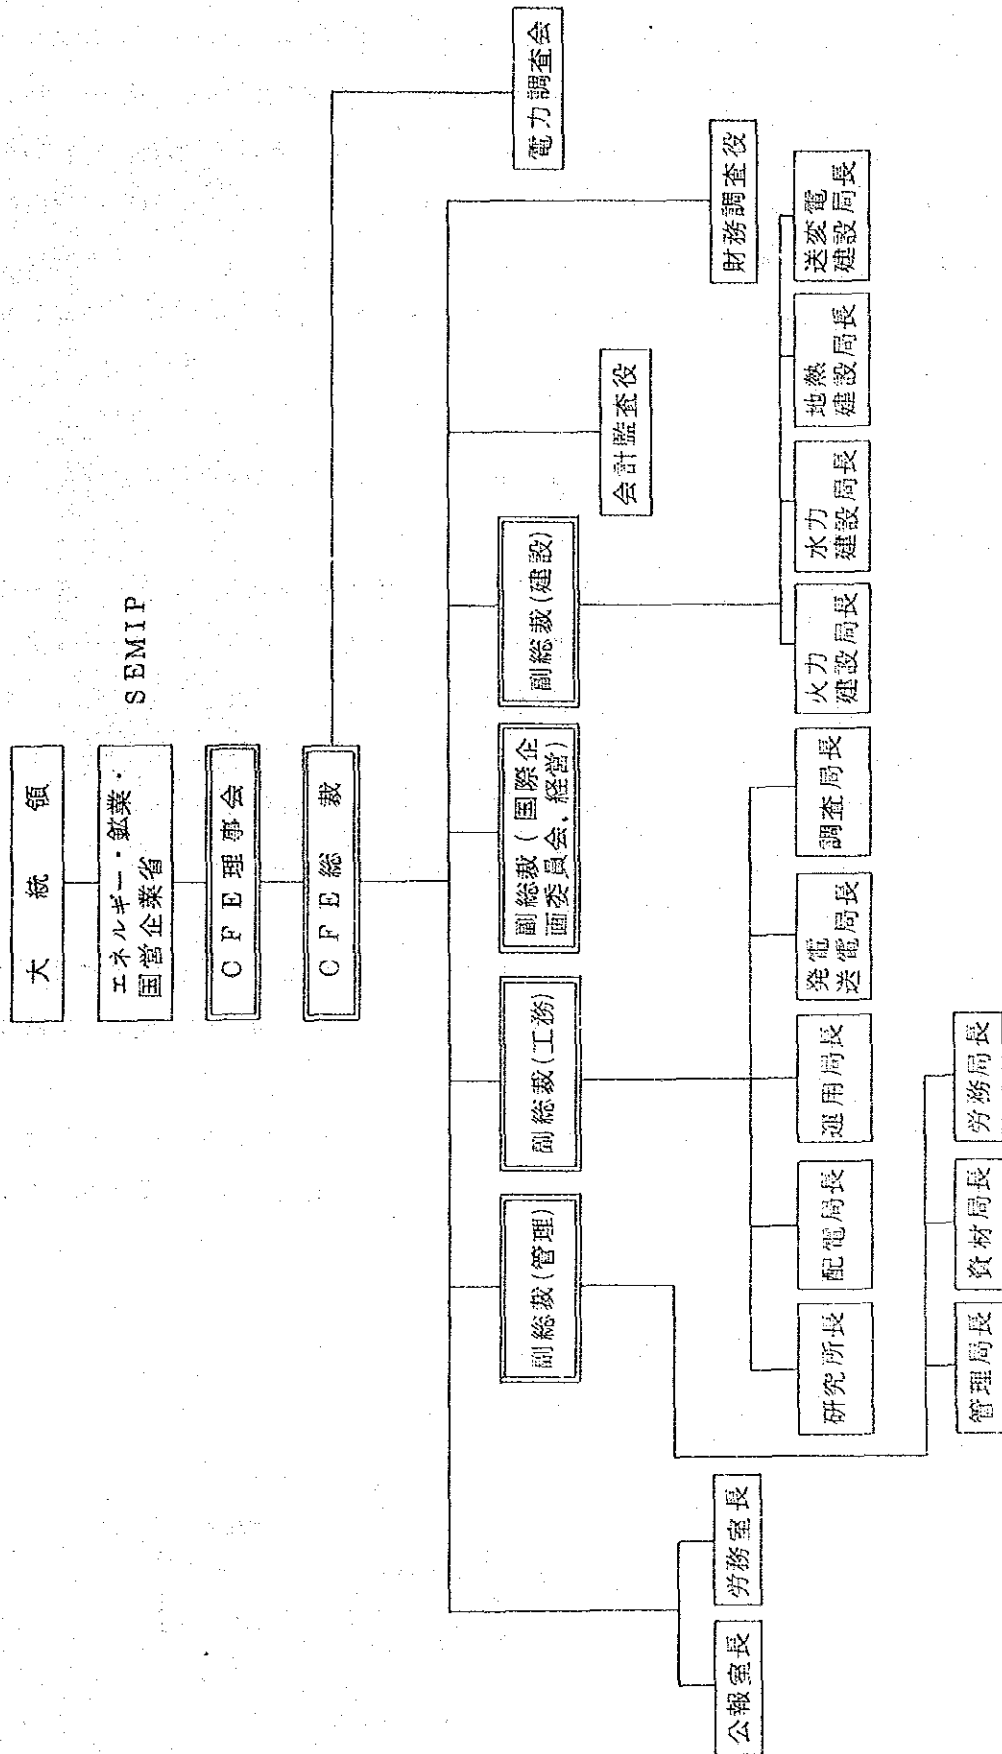 大統領
エネルギー・鉱業・
国営企業省
SEMIP
CFE理事会
CFE総裁
電力調査会
公報室長
労務室長
副総裁(管理)
副総裁(工務)
副総裁(国際企
画委員会、経営)
副総裁(建設)
会計監査役
財務調査役
管理局長
資材局長
労務局長
研究所長
配電局長
運用局長
発電
送電局長
調査局長
火力
建設局長
水力
建設局長
地熱
建設局長
送変電
建設局長